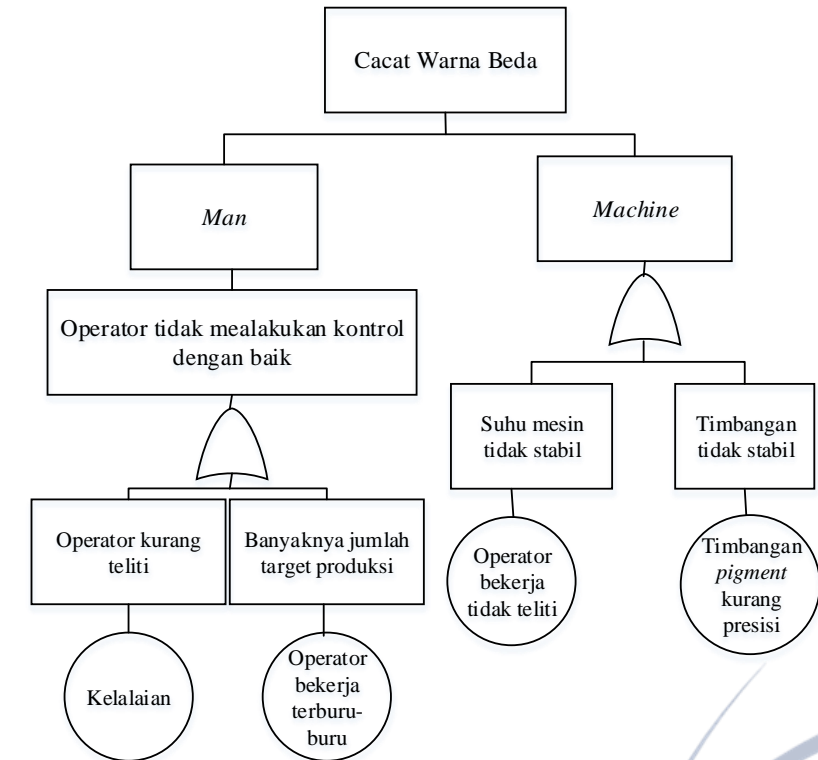 Cacat Warna Beda
Man
Machine
Operator tidak mealakukan kontrol
dengan baik
Suhu mesin
tidak stabil
Timbangan
tidak stabil
Operator kurang
teliti
Banyaknya jumlah
target produksi
Operator
bekerja
tidak teliti
Timbangan
pigment
kurang
presisi
Kelalaian
Operator
bekerja
terburu-
buru